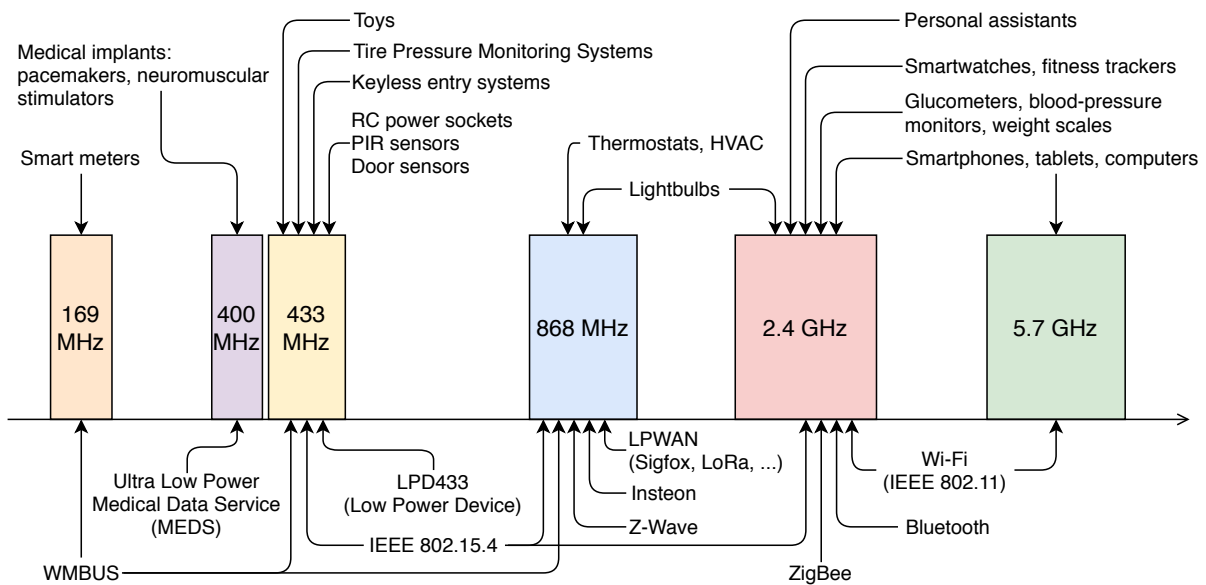 Toys
Tire Pressure Monitoring Systems
Keyless entry systems
RC power sockets
PIR sensors
Door sensors
Medical implants:
pacemakers, neuromuscular
stimulators
Smart meters
Thermostats, HVAC
Lightbulbs
Personal assistants
Smartwatches, fitness trackers
Glucometers, blood-pressure
monitors, weight scales
Smartphones, tablets, computers
169
MHz
400
MHz
433
MHz
868 MHz
2.4 GHz
5.7 GHz
Ultra Low Power
Medical Data Service
(MEDS)
LPD433
(Low Power Device)
LPWAN
(Sigfox, LoRa, ...)
Insteon
Z-Wave
IEEE 802.15.4
WMBUS
Wi-Fi
(IEEE 802.11)
Bluetooth
ZigBee